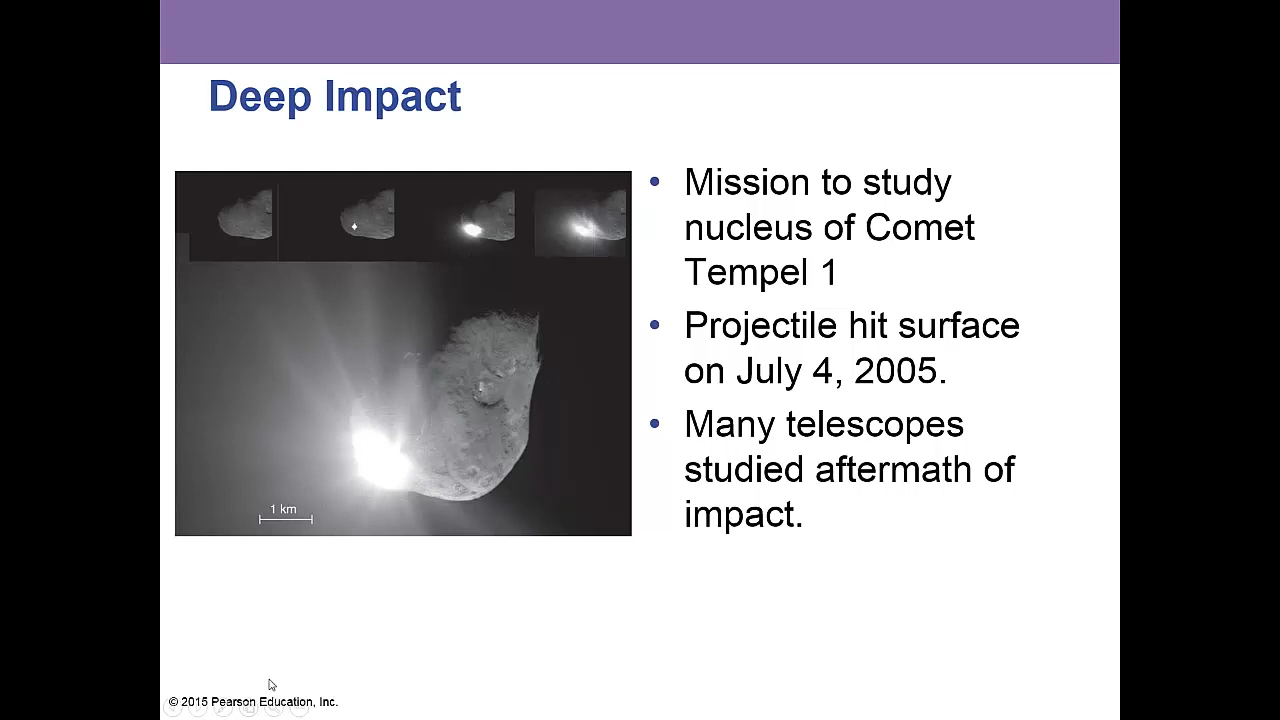 Deep Impact
• Mission to study
nucleus of Comet
Tempel 1
• Projectile hit surface
on July 4, 2005.
• Many telescopes
studied aftermath of
impact.
1 km
© 2015 Pearson Education, Inc.